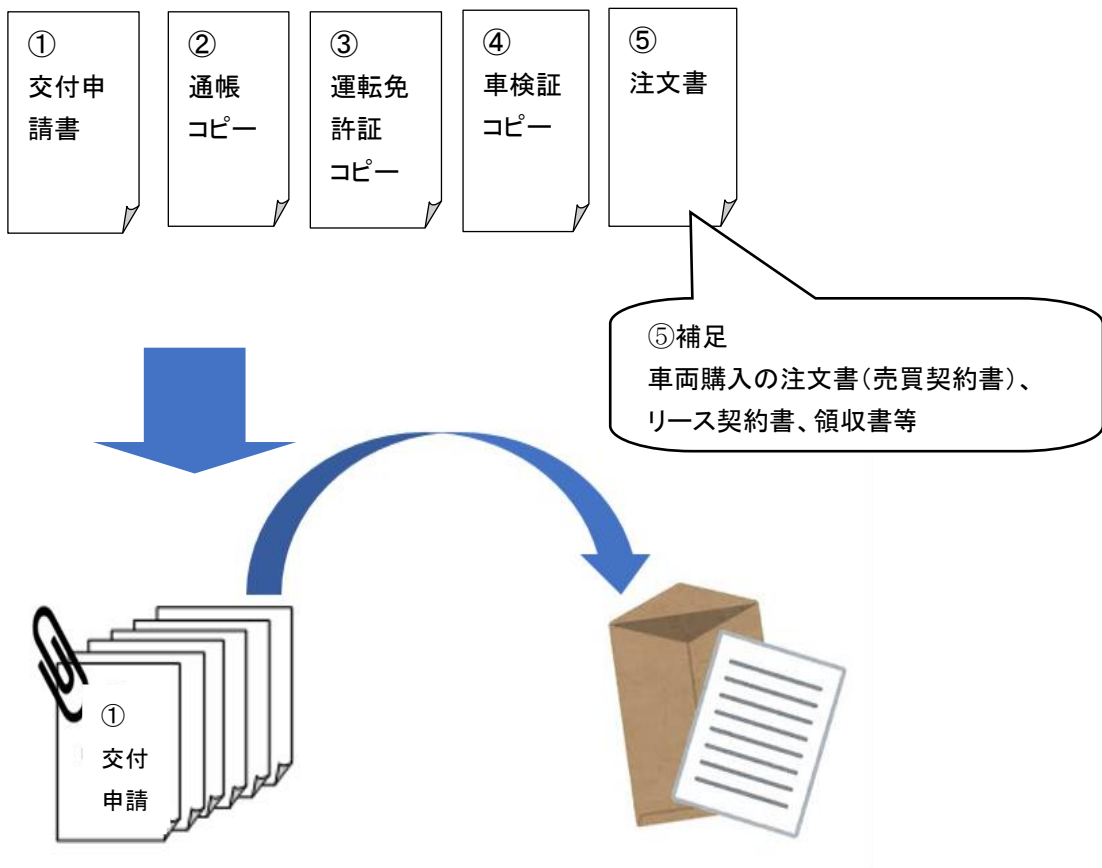 ①
交付申
請書
②
通帳
コピー
③
運転免
許証
コピー
④
車検証
コピー
⑤
注文書
⑤補足
車両購入の注文書(売買契約書)、
リース契約書、領収書等
①
交付
申請